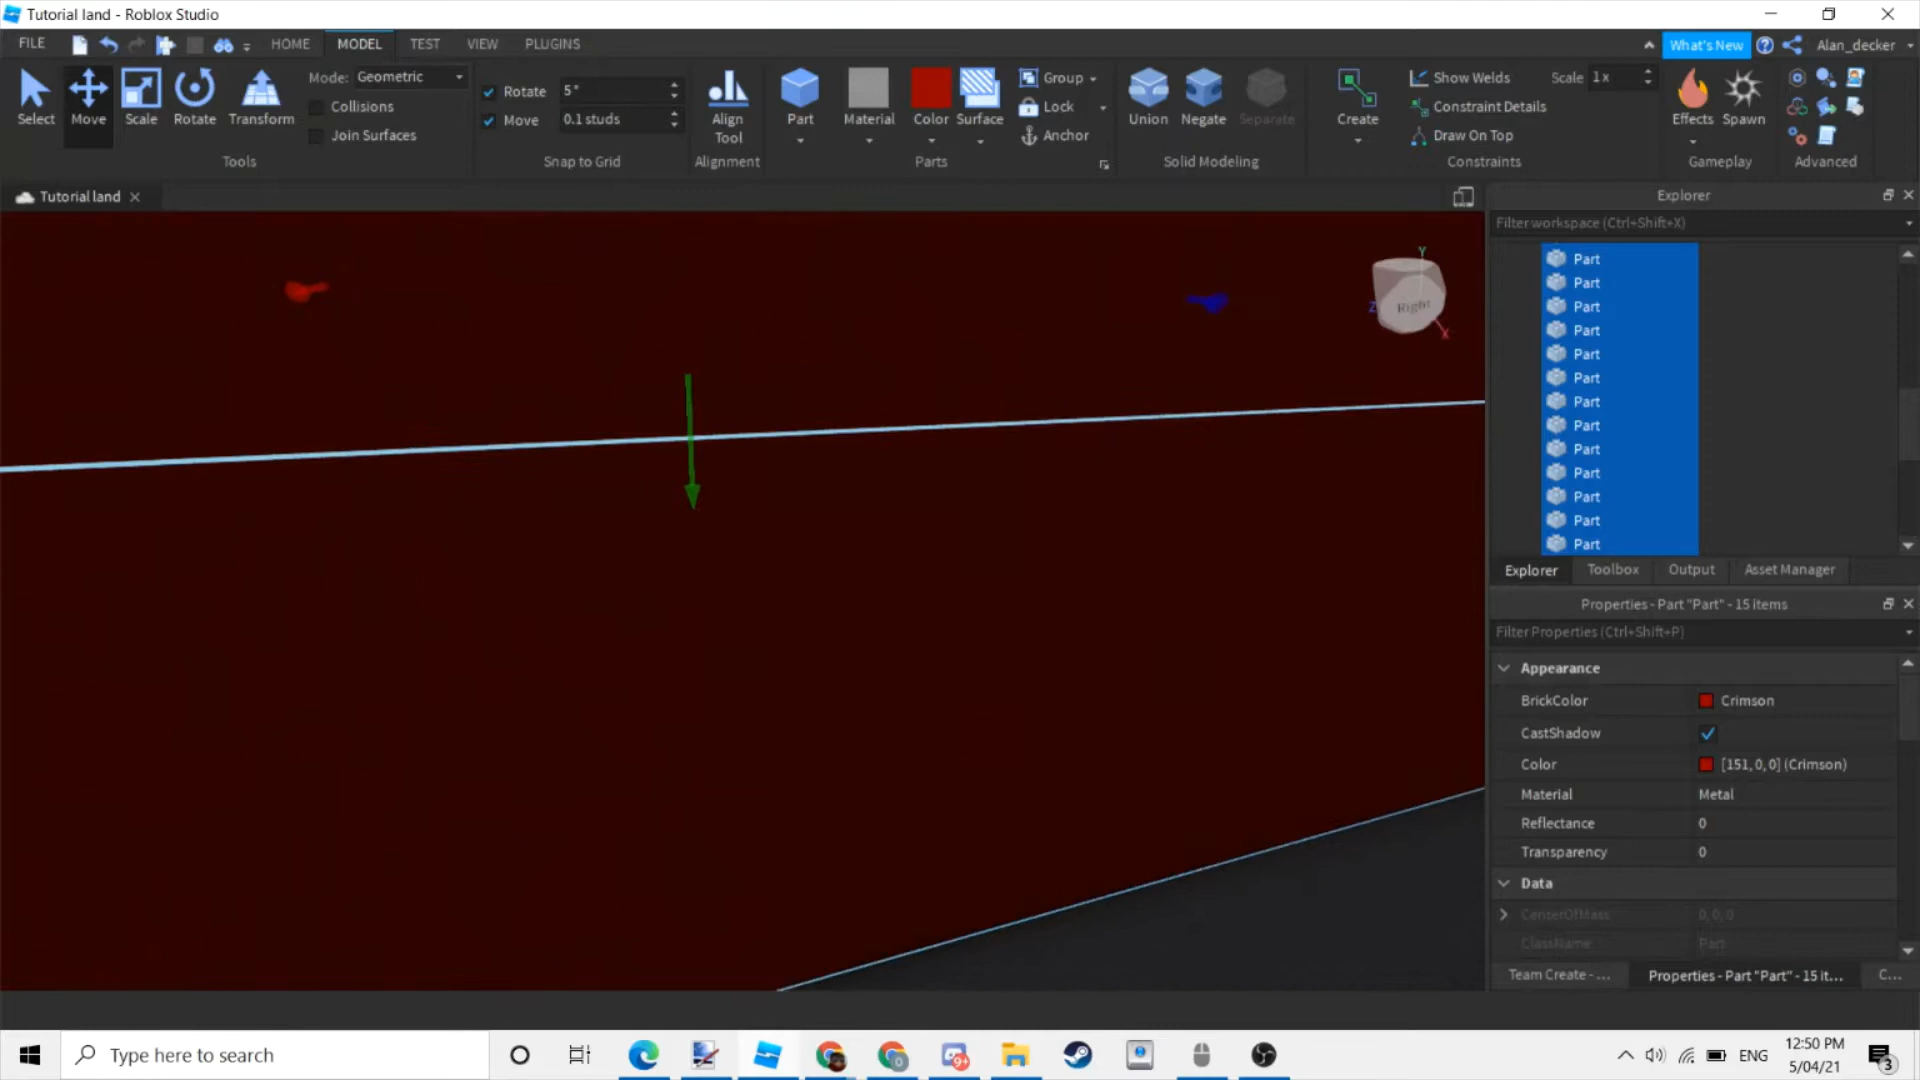 Tutorial land - Roblox Studio
FILE HOME MODEL TEST VIEW PLUGINS What's New Alan_decker
Select Move Scale Rotate Transform
Mode: Geometric
Collisions
Join Surfaces
Tools
Rotate 5°
Move 0.1 studs
Snap to Grid
Align Tool
Alignment
Part Material Color Surface
Group
Lock
Anchor
Parts
Union Negate Separate
Solid Modeling
Create
Show Welds Scale 1x
Constraint Details
Draw On Top
Constraints
Effects Spawn
Gameplay
Advanced
Tutorial land
Explorer
Filter workspace (Ctrl+Shift+X)
Y
Z
Right
X
Part
Part
Part
Part
Part
Part
Part
Part
Part
Part
Part
Part
Part
Explorer Toolbox Output Asset Manager
Properties - Part "Part" - 15 items
Filter Properties (Ctrl+Shift+P)
Appearance
BrickColor Crimson
CastShadow
Color [151, 0, 0] (Crimson)
Material Metal
Reflectance 0
Transparency 0
Data
CenterOfMass 0, 0, 0
ClassName Part
Team Create - ... Properties - Part "Part" - 15 it... C...
Type here to search
9+
ENG
12:50 PM
5/04/21
3